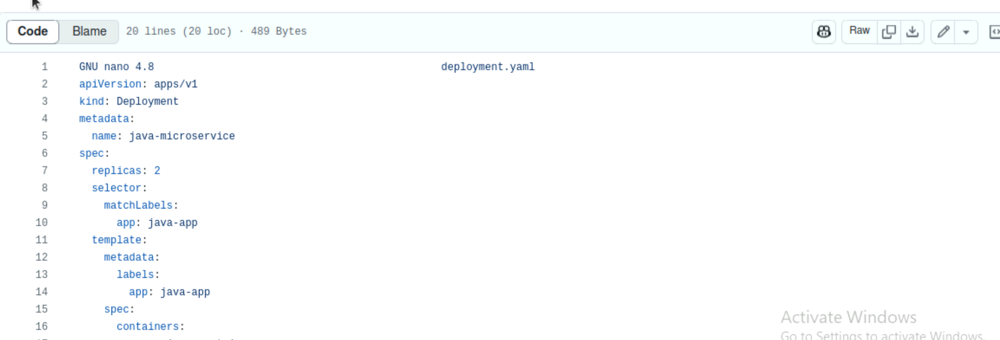 Code Blame 20 lines (20 loc) · 489 Bytes Raw
1 GNU nano 4.8 deployment.yaml
2 apiVersion: apps/v1
3 kind: Deployment
4 metadata:
5 name: java-microservice
6 spec:
7 replicas: 2
8 selector:
9 matchLabels:
10 app: java-app
11 template:
12 metadata:
13 labels:
14 app: java-app
15 spec:
16 containers:
Activate Windows
Go to Settings to activate Windows.